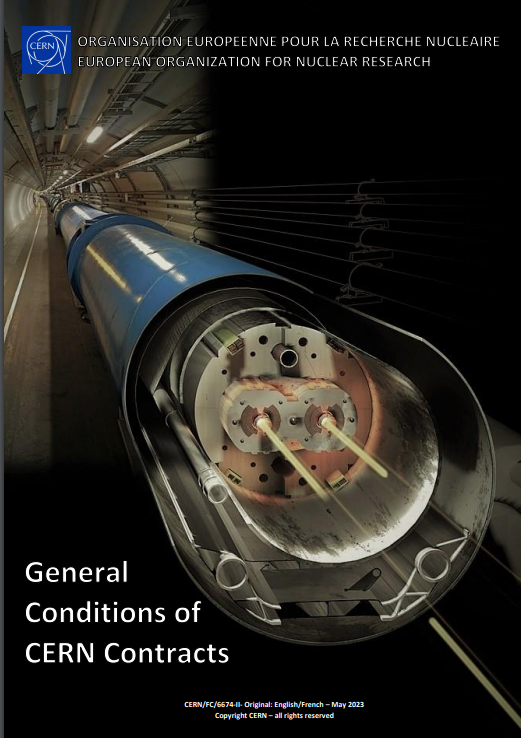 CERN
ORGANISATION EUROPEENNE POUR LA RECHERCHE NUCLEAIRE
EUROPEAN ORGANIZATION FOR NUCLEAR RESEARCH
General
Conditions of
CERN Contracts
CERN/FC/6674-II- Original: English/French – May 2023
Copyright CERN – all rights reserved